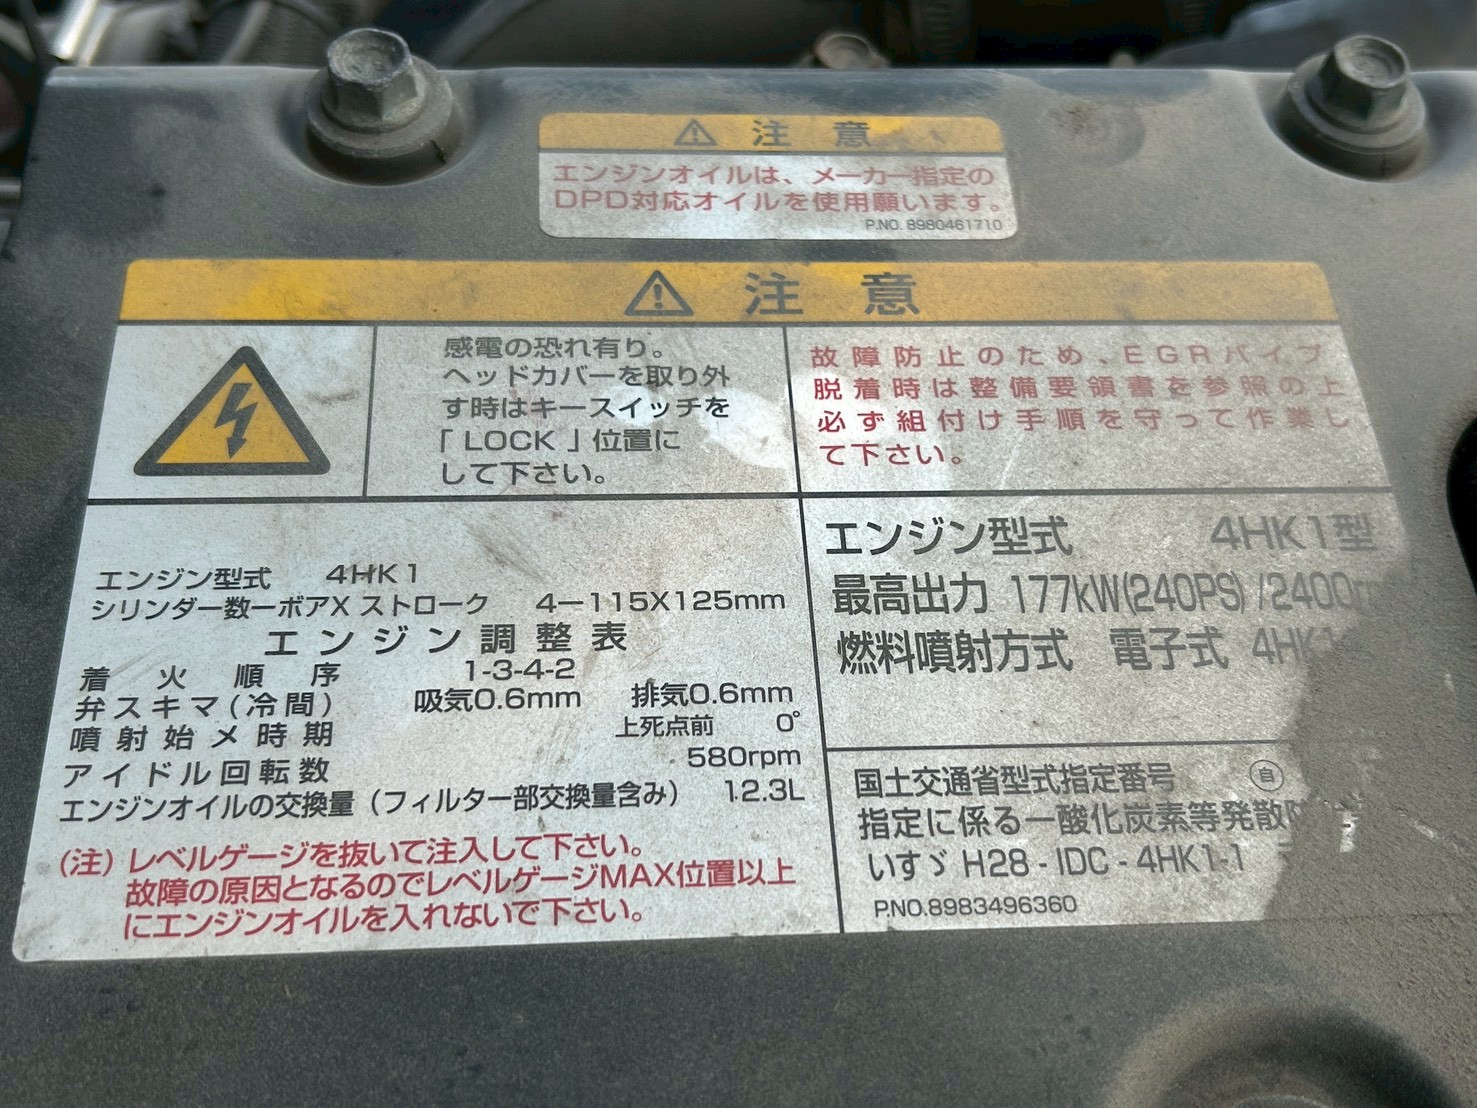 ⚠ 注意
エンジンオイルは、メーカー指定の
DPD対応オイルを使用願います。
P.NO. 8980461710
⚠ 注意
感電の恐れ有り。
ヘッドカバーを取り外
す時はキースイッチを
「LOCK」位置に
して下さい。
故障防止のため、EGRパイプ
脱着時は整備要領書を参照の上
必ず組付け手順を守って作業し
て下さい。
エンジン型式 4HK1
シリンダー数ーボアX ストローク 4ー115X125mm
エンジン調整表
着火順序 1-3-4-2
弁スキマ(冷間) 吸気0.6mm 排気0.6mm
噴射始メ時期 上死点前 0°
アイドル回転数 580rpm
エンジンオイルの交換量(フィルター部交換量含み) 12.3L
(注)レベルゲージを抜いて注入して下さい。
故障の原因となるのでレベルゲージMAX位置以上
にエンジンオイルを入れないで下さい。
エンジン型式 4HK1型
最高出力 177kW(240PS)/2400
燃料噴射方式 電子式 4HK
国土交通省型式指定番号 自
指定に係る一酸化炭素等発散防
いすゞ H28 - IDC - 4HK1-1
P.NO.8983496360